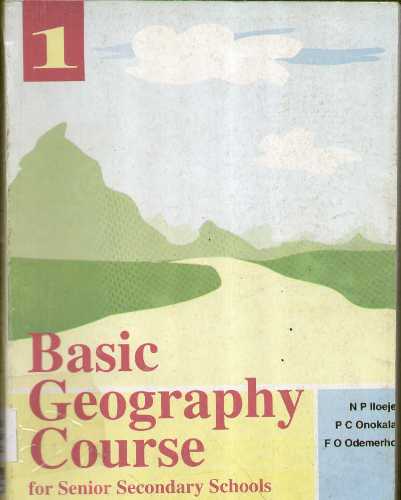 1
Basic
Geography
Course
for Senior Secondary Schools
N P Iloeje
P C Onokala
F O Odemerho